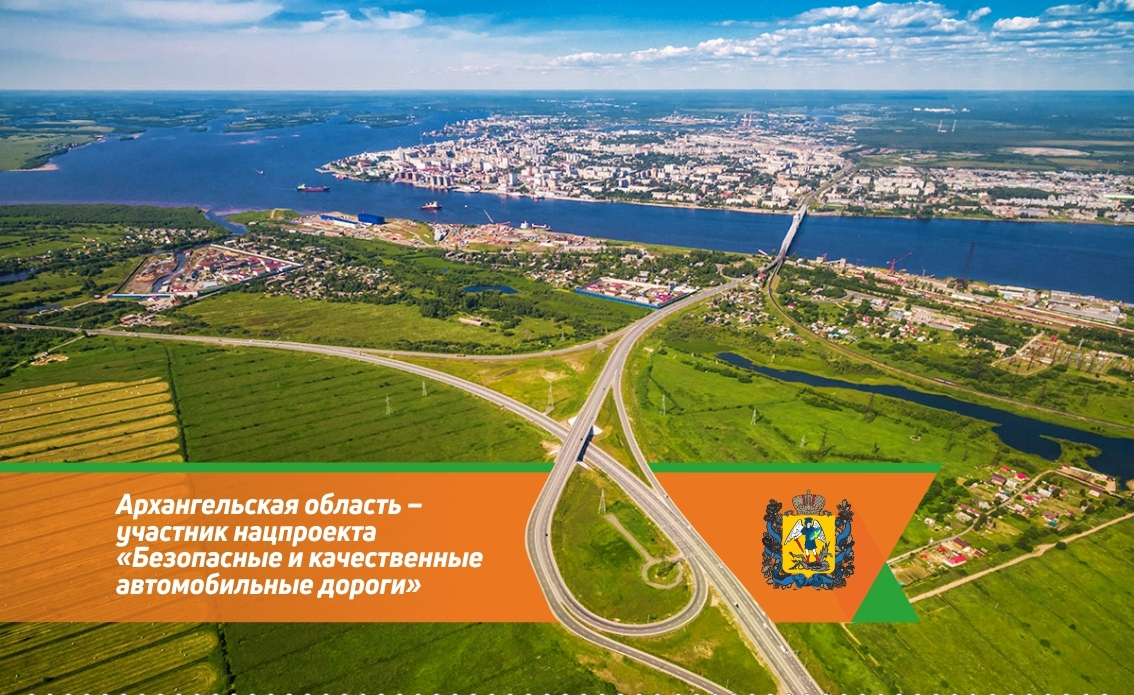 Архангельская область –
участник нацпроекта
«Безопасные и качественные
автомобильные дороги»